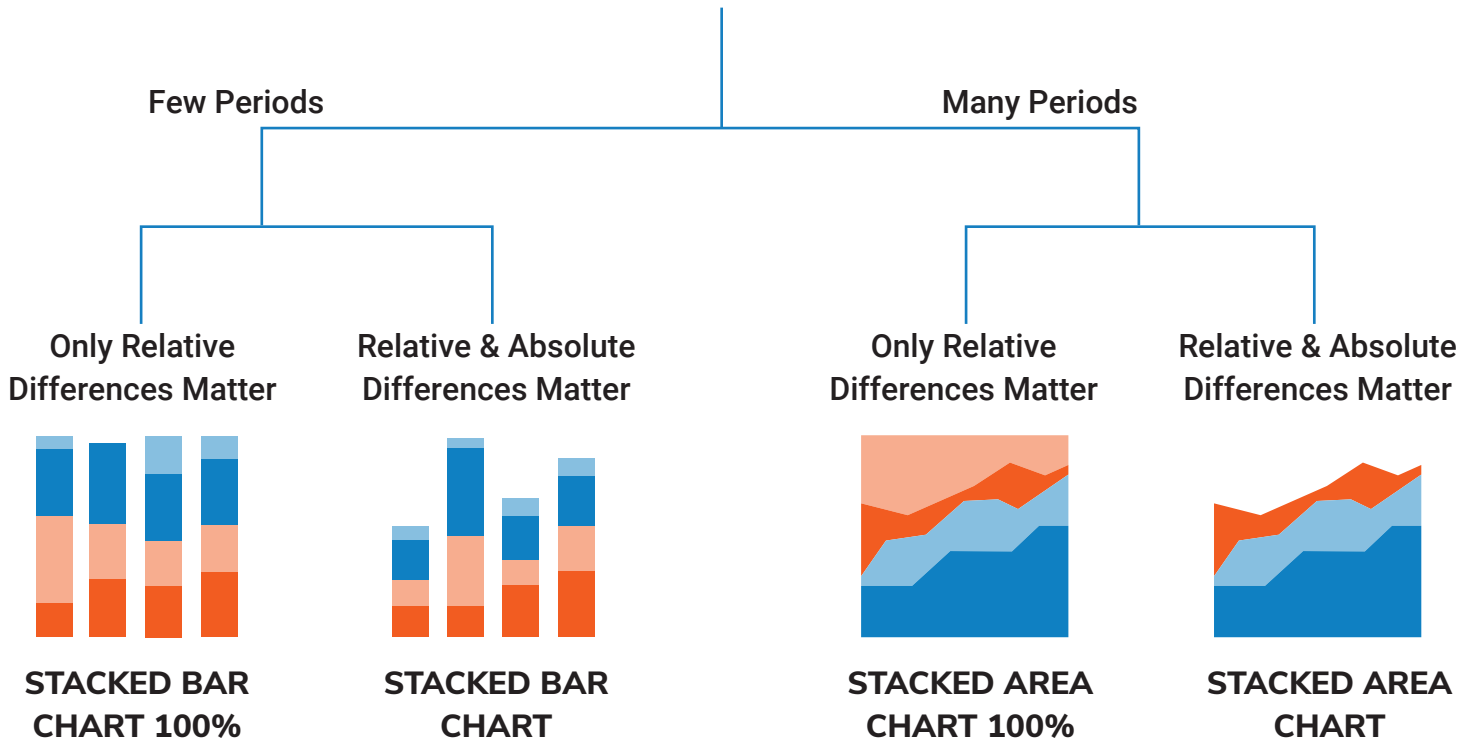 Few Periods
Many Periods
Only Relative
Differences Matter
Relative & Absolute
Differences Matter
Only Relative
Differences Matter
Relative & Absolute
Differences Matter
STACKED BAR
CHART 100%
STACKED BAR
CHART
STACKED AREA
CHART 100%
STACKED AREA
CHART